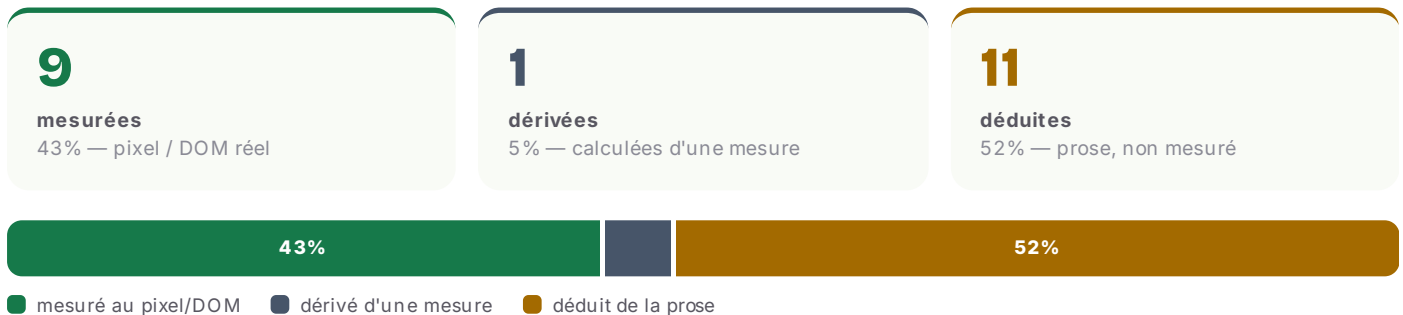 9
mesurées
43% — pixel / DOM réel
1
dérivées
5% — calculées d'une mesure
11
déduites
52% — prose, non mesuré
43%
52%
mesuré au pixel/DOM
dérivé d'une mesure
déduit de la prose